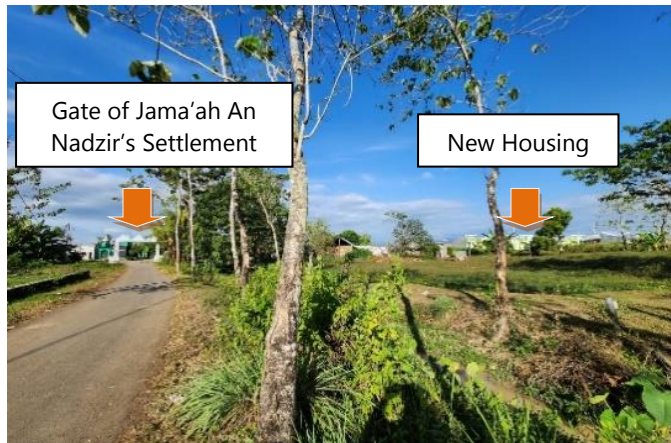 Gate of Jama’ah An
Nadzir’s Settlement
New Housing